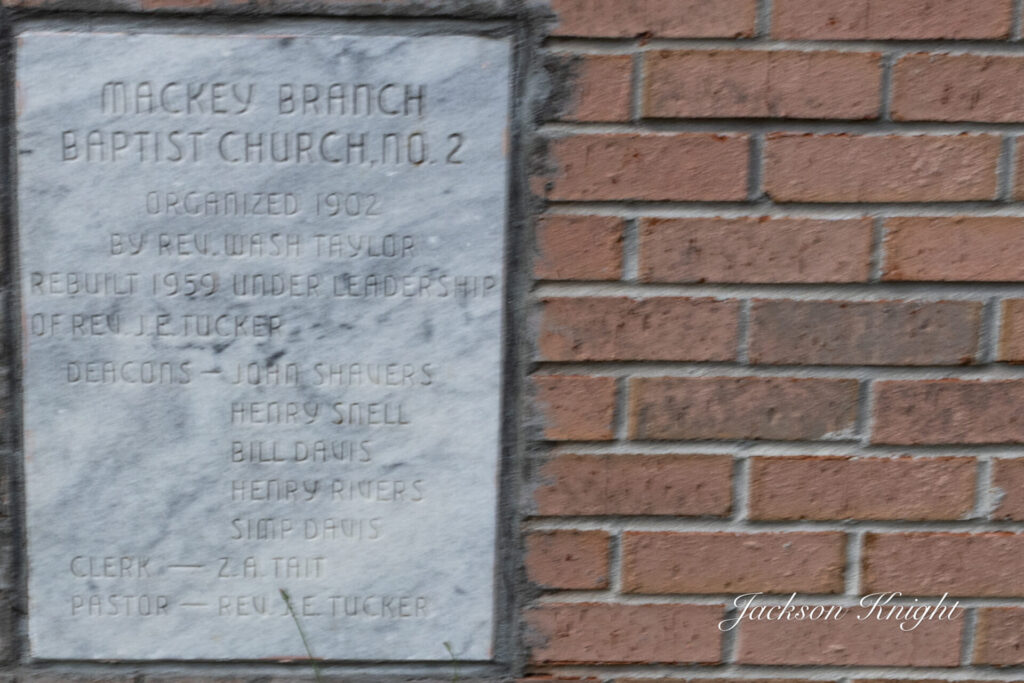 MACKEY BRANCH
BAPTIST CHURCH, NO. 2
ORGANIZED 1902
BY REV. WASH TAYLOR
REBUILT 1959 UNDER LEADERSHIP
OF REV. J.E. TUCKER
DEACONS — JOHN SHAVERS
HENRY SNELL
BILL DAVIS
HENRY RIVERS
SIMP DAVIS
CLERK — Z.A. TAIT
PASTOR — REV. J.E. TUCKER
Jackson Knight